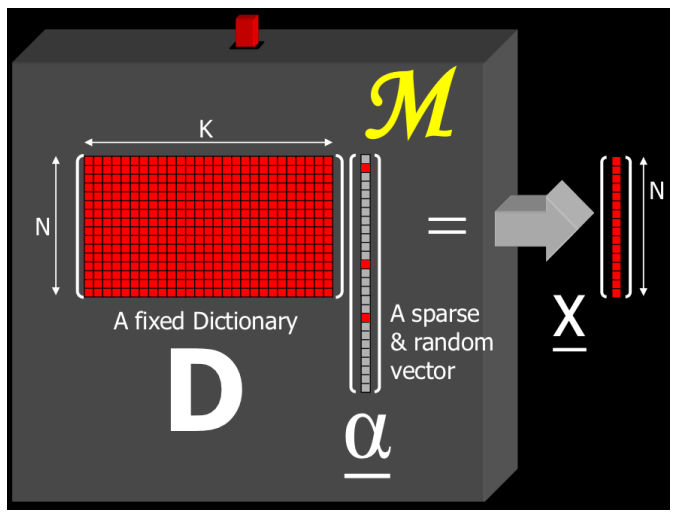 ℳ
K
N
=
N
A fixed Dictionary
D
A sparse
& random
vector
α
X